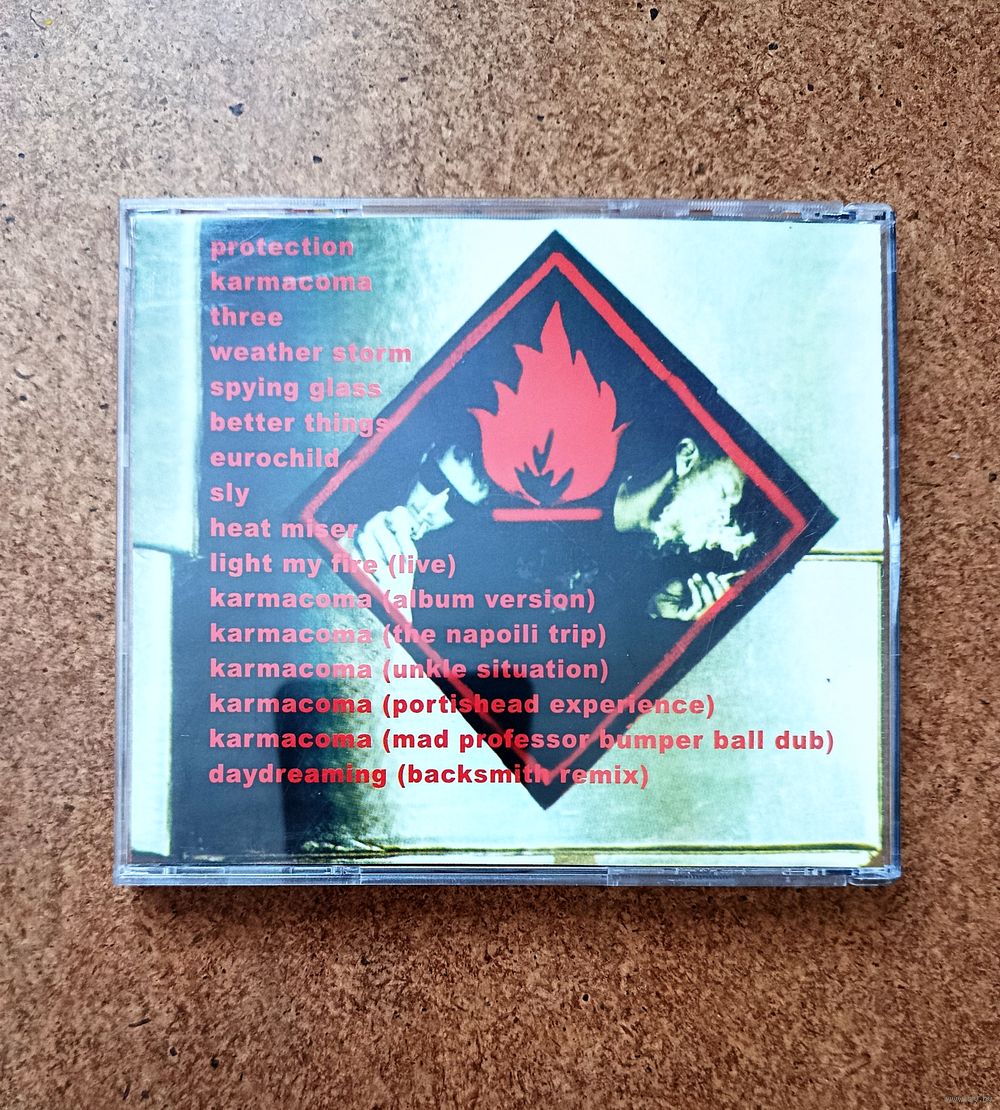 protection
karmacoma
three
weather storm
spying glass
better things
eurochild
sly
heat miser
light my fire (live)
karmacoma (album version)
karmacoma (the napoili trip)
karmacoma (unkle situation)
karmacoma (portishead experience)
karmacoma (mad professor bumper ball dub)
daydreaming (backsmith remix)